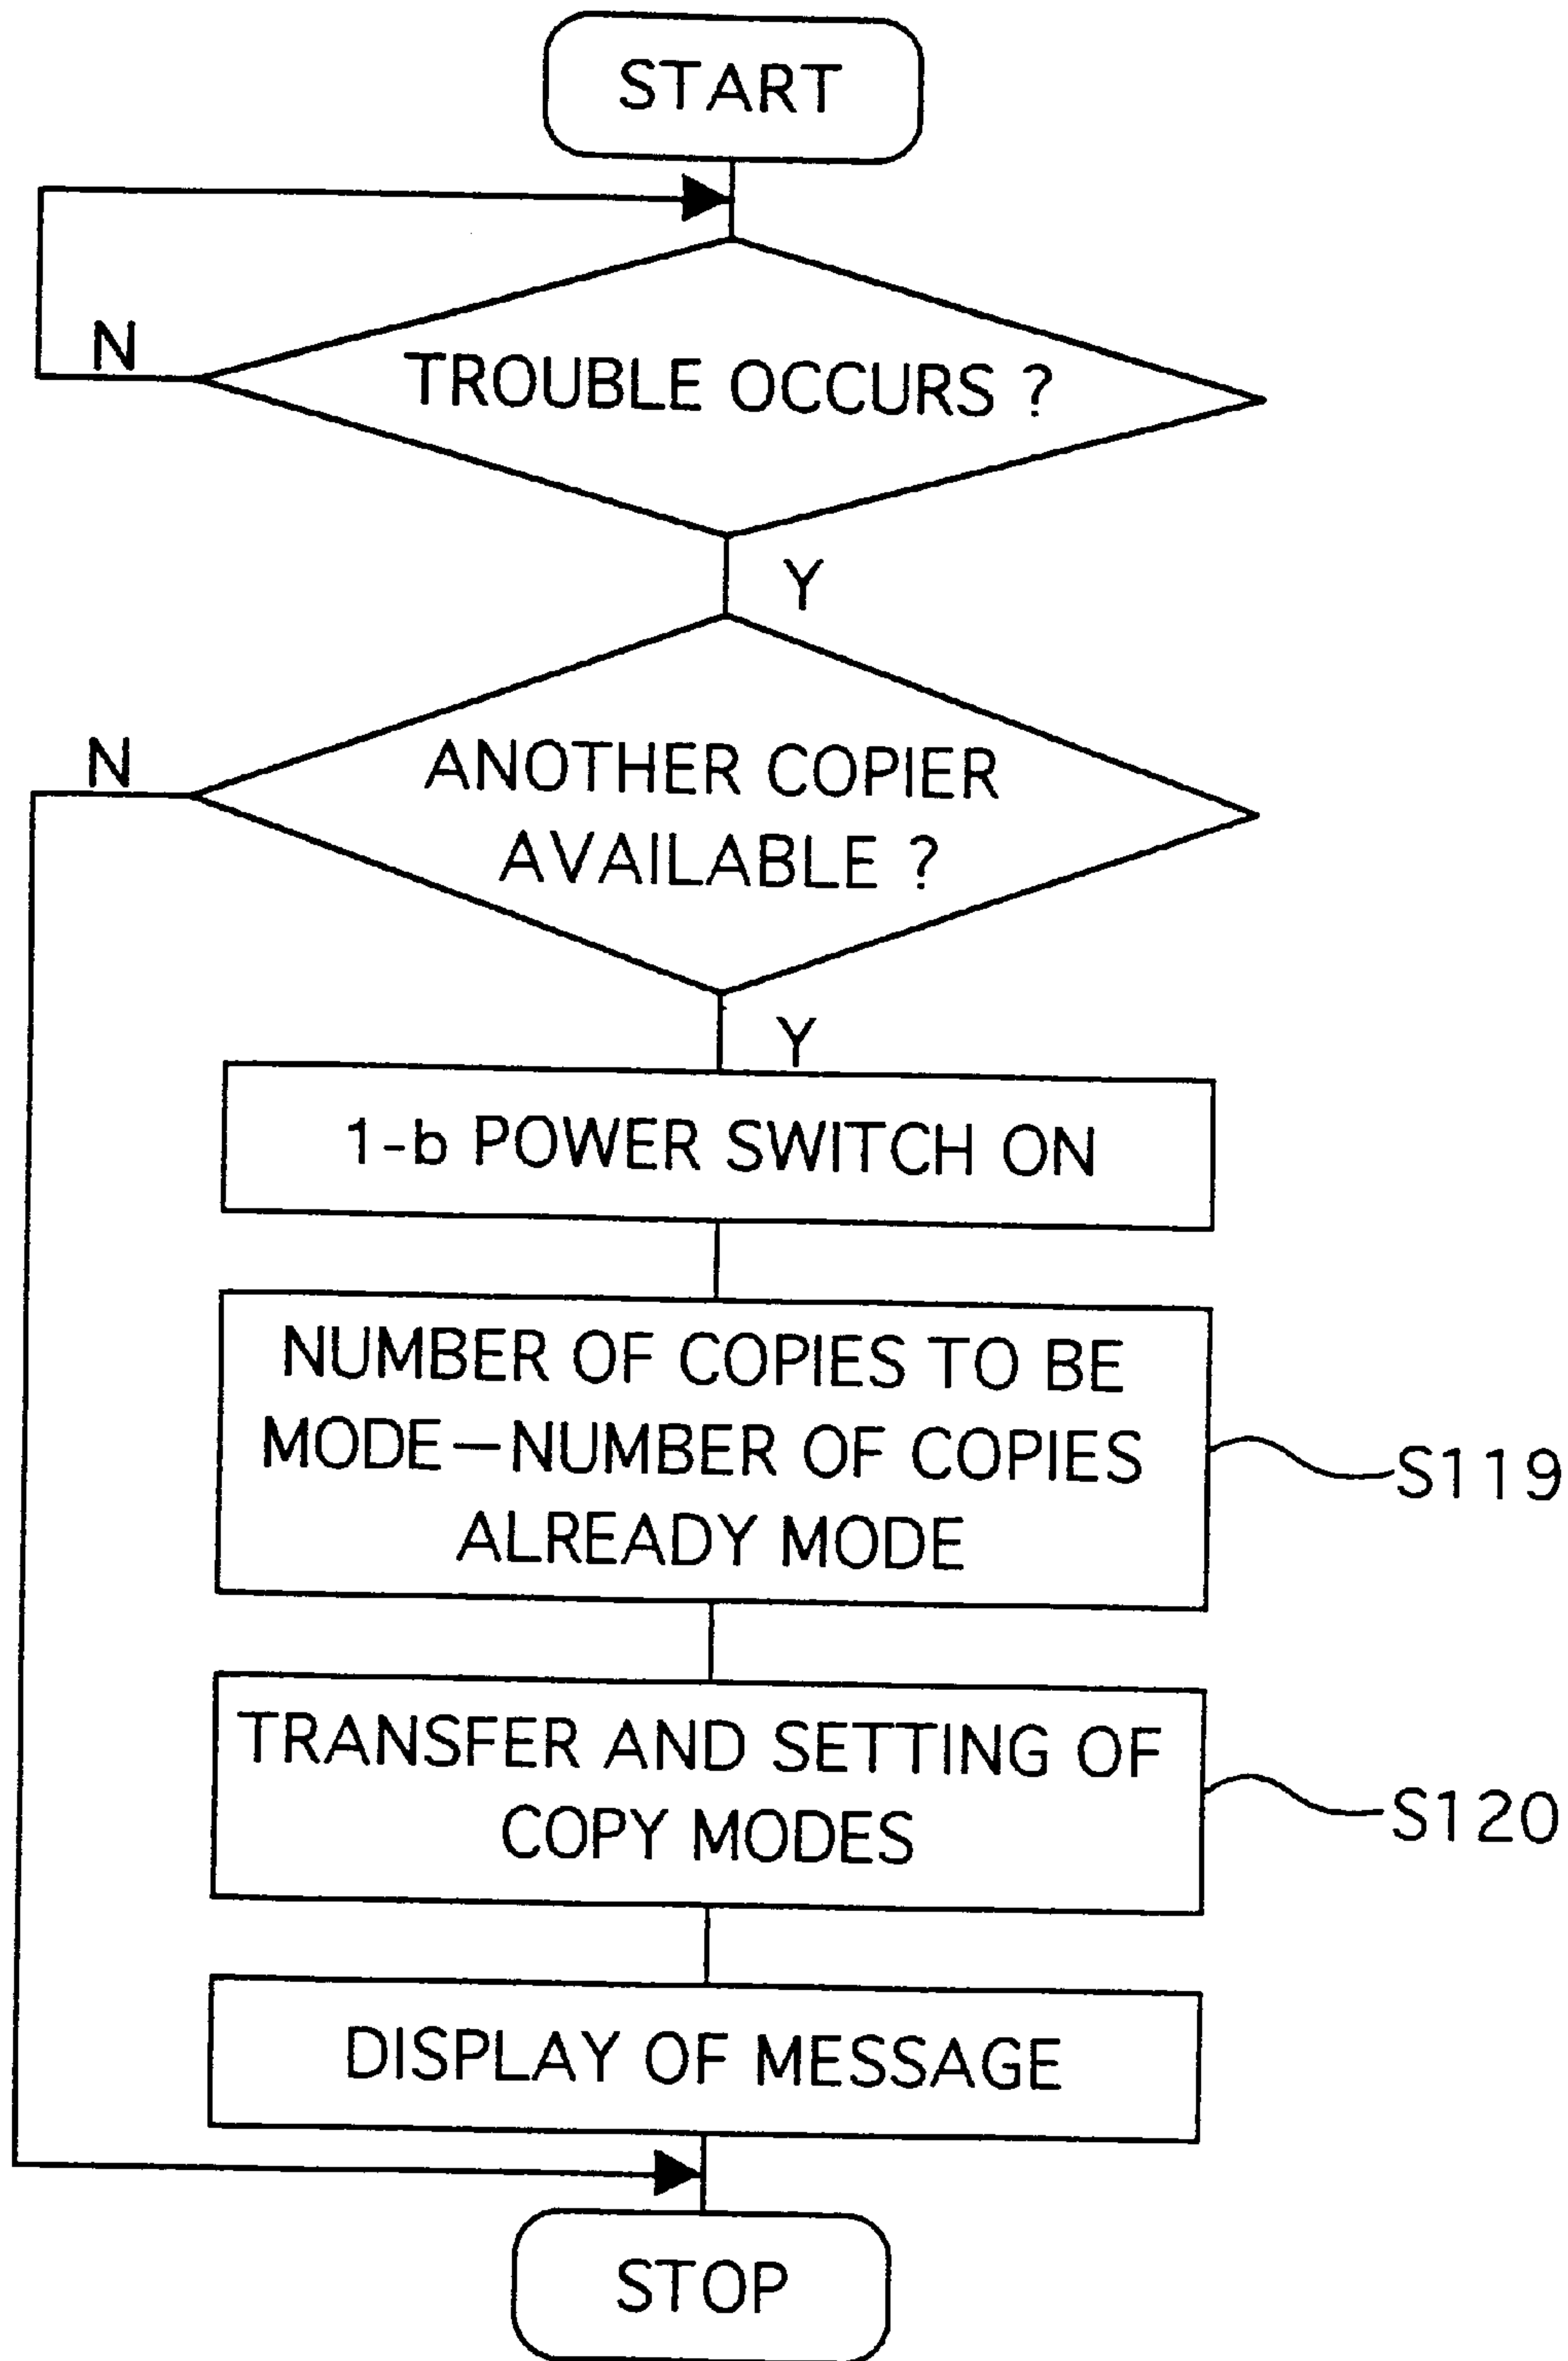 START
N
TROUBLE OCCURS ?
Y
N
ANOTHER COPIER
AVAILABLE ?
Y
1-b POWER SWITCH ON
NUMBER OF COPIES TO BE
MODE—NUMBER OF COPIES
ALREADY MODE
S119
TRANSFER AND SETTING OF
COPY MODES
S120
DISPLAY OF MESSAGE
STOP